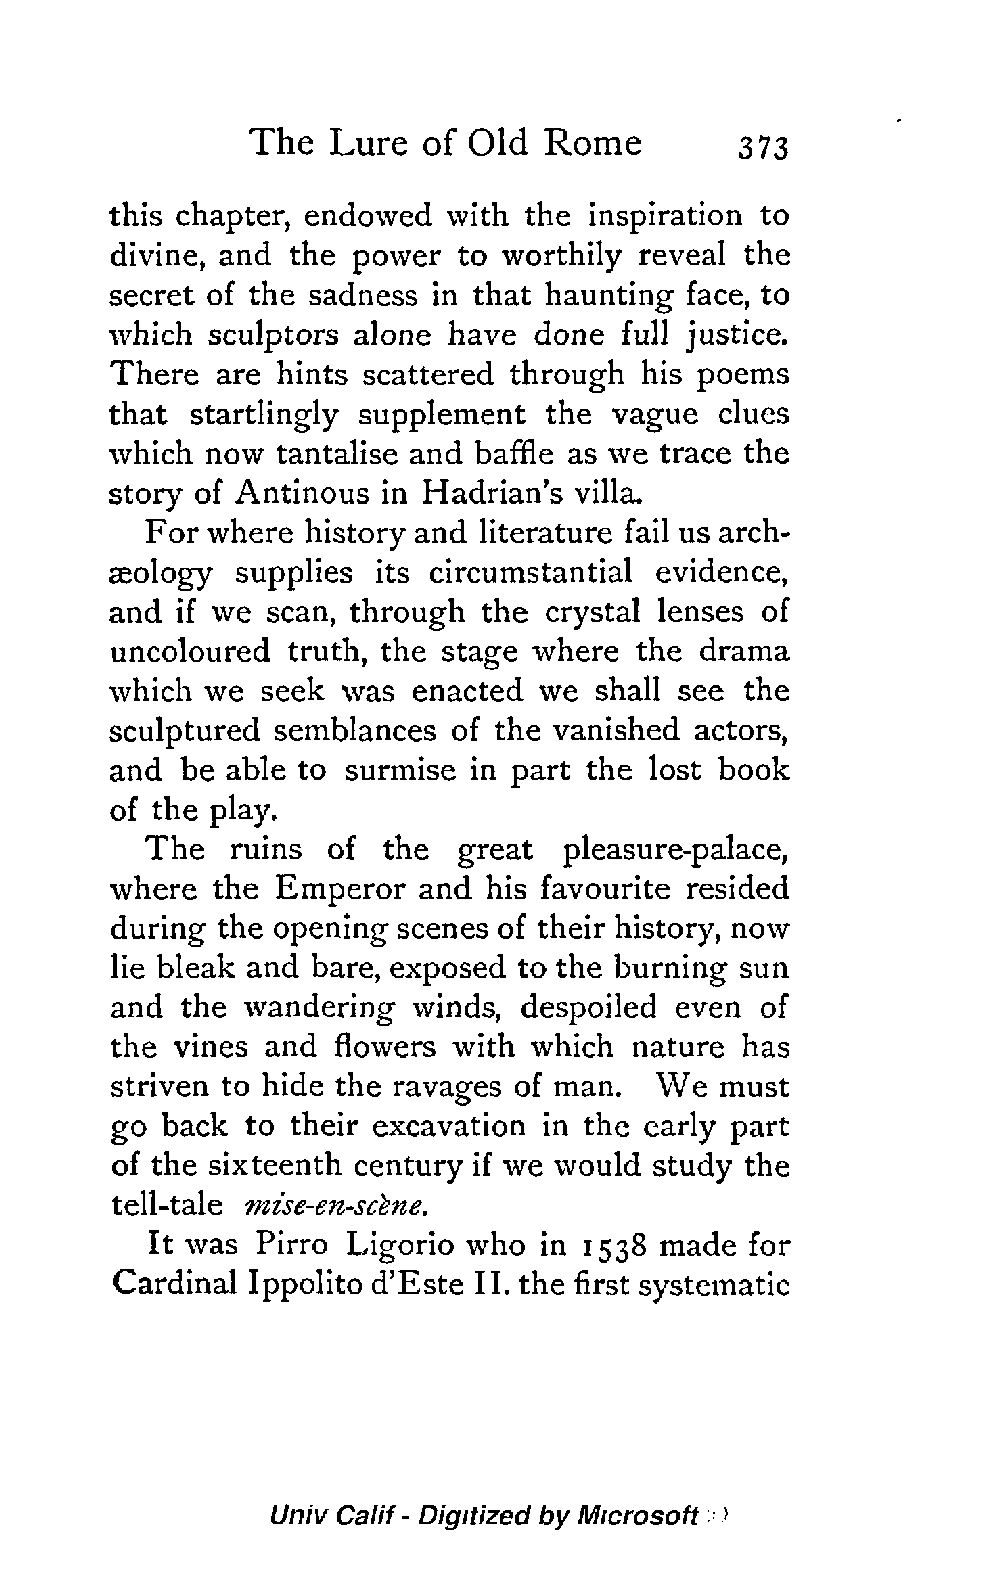 The Lure of Old Rome 373
this chapter, endowed with the inspiration to
divine, and the power to worthily reveal the
secret of the sadness in that haunting face, to
which sculptors alone have done full justice.
There are hints scattered through his poems
that startlingly supplement the vague clues
which now tantalise and baffle as we trace the
story of Antinous in Hadrian's villa.
For where history and literature fail us arch-
æology supplies its circumstantial evidence,
and if we scan, through the crystal lenses of
uncoloured truth, the stage where the drama
which we seek was enacted we shall see the
sculptured semblances of the vanished actors,
and be able to surmise in part the lost book
of the play.
The ruins of the great pleasure-palace,
where the Emperor and his favourite resided
during the opening scenes of their history, now
lie bleak and bare, exposed to the burning sun
and the wandering winds, despoiled even of
the vines and flowers with which nature has
striven to hide the ravages of man. We must
go back to their excavation in the early part
of the sixteenth century if we would study the
tell-tale mise-en-scène.
It was Pirro Ligorio who in 1538 made for
Cardinal Ippolito d'Este II. the first systematic
Univ Calif - Digitized by Microsoft